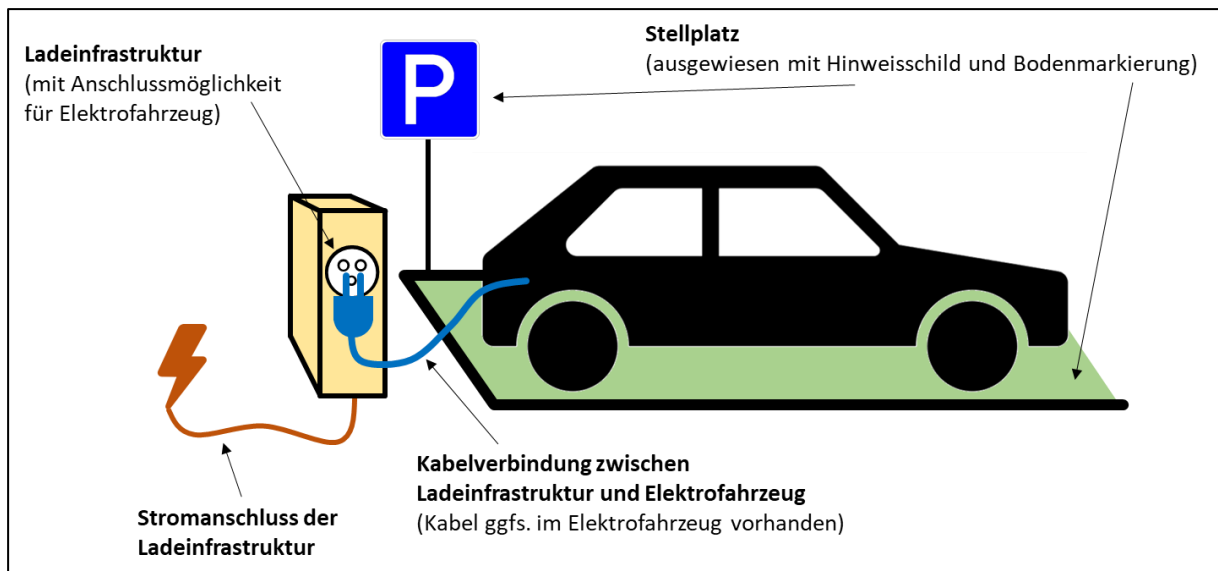 Ladeinfrastruktur
(mit Anschlussmöglichkeit
für Elektrofahrzeug)
Stellplatz
(ausgewiesen mit Hinweisschild und Bodenmarkierung)
P
Kabelverbindung zwischen
Ladeinfrastruktur und Elektrofahrzeug
(Kabel ggfs. im Elektrofahrzeug vorhanden)
Stromanschluss der
Ladeinfrastruktur